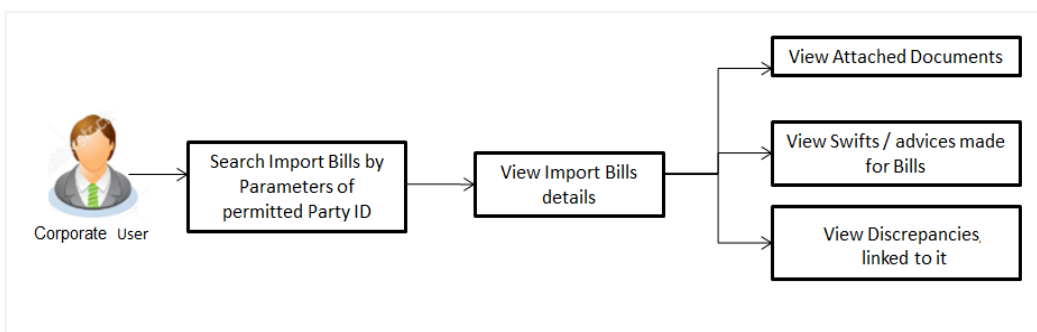 Corporate User
Search Import Bills by
Parameters of
permitted Party ID
View Import Bills
details
View Attached Documents
View Swifts / advices made
for Bills
View Discrepancies,
linked to it